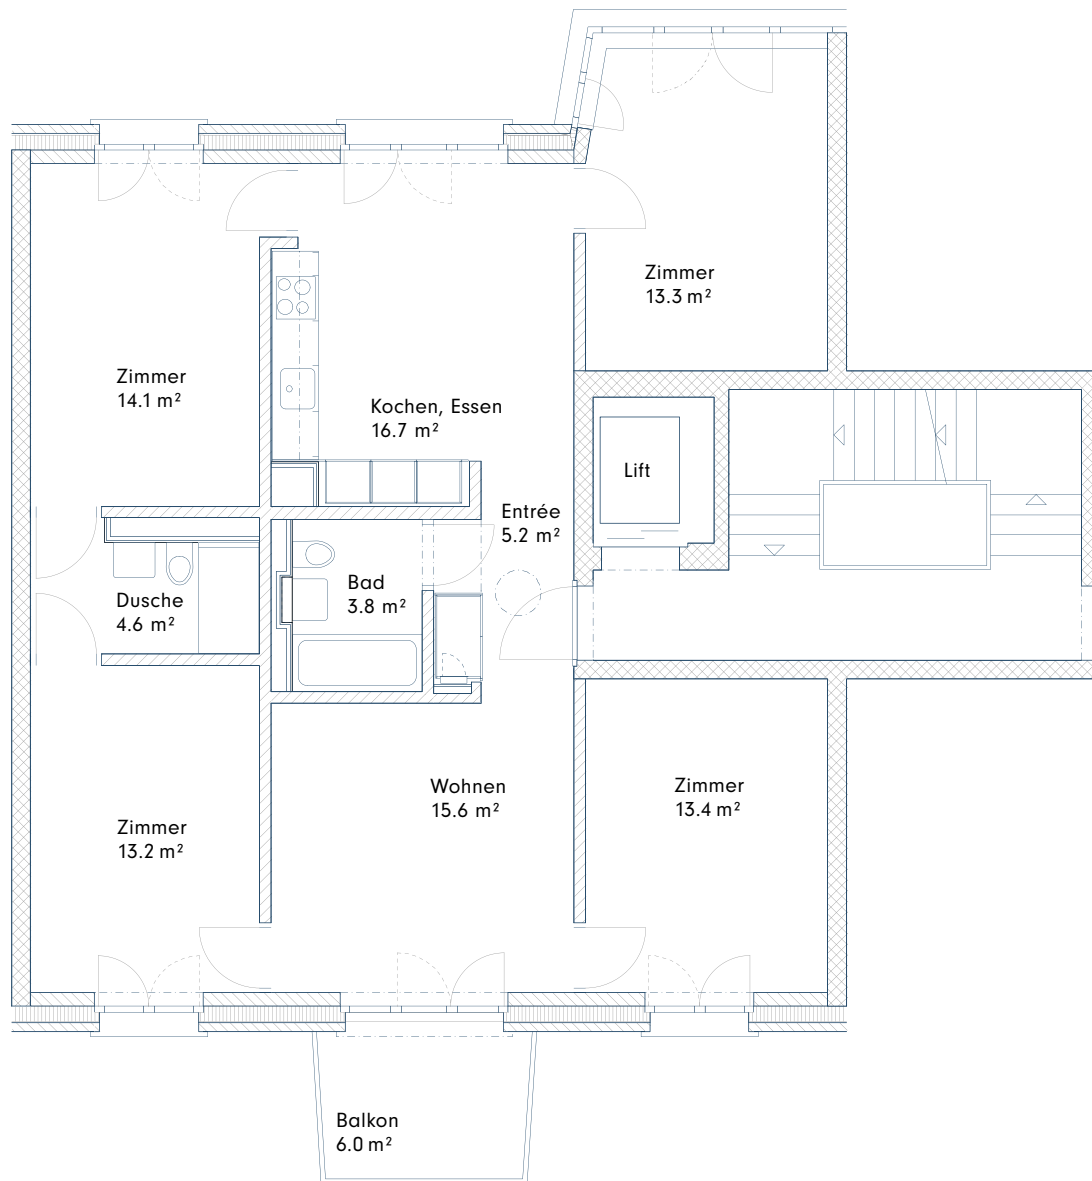 Zimmer
13.3 m²
Zimmer
14.1 m²
Kochen, Essen
16.7 m²
Lift
Entrée
5.2 m²
Bad
3.8 m²
Dusche
4.6 m²
Wohnen
15.6 m²
Zimmer
13.4 m²
Zimmer
13.2 m²
Balkon
6.0 m²